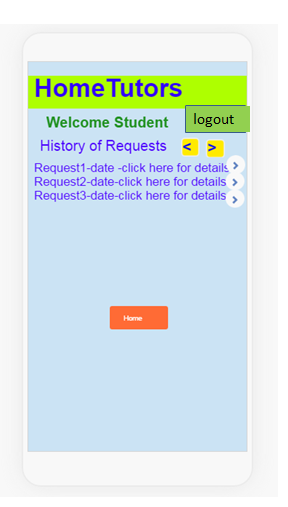 HomeTutors
Welcome Student
logout
History of Requests < >
Request1-date -click here for details >
Request2-date-click here for details >
Request3-date-click here for details >
Home